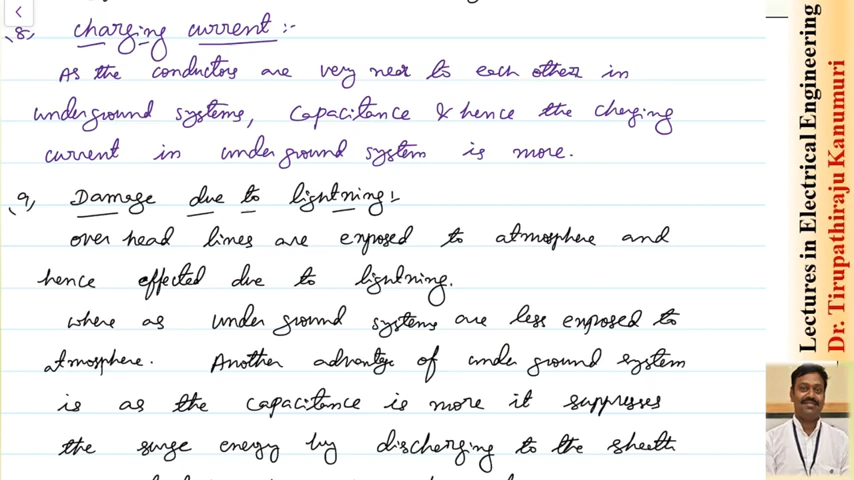 8, charging current :-
As the conductors are very near to each other in
underground systems, capacitance & hence the charging
current in underground system is more.
9, Damage due to lightning:
over head lines are exposed to atmosphere and
hence effected due to lightning.
where as under ground systems are less exposed to
atmosphere. Another advantage of under ground system
is as the capacitance is more it suppresses
the surge energy by discharging to the sheath
Lectures in Electrical Engineering
Dr. Tirupathiraju Kanumuri